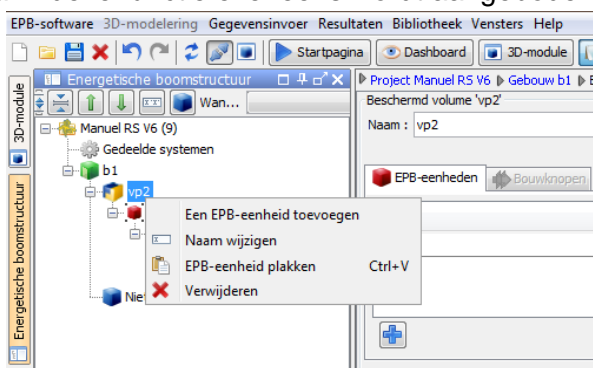 EPB-software 3D-modelering Gegevensinvoer Resultaten Bibliotheek Vensters Help
Startpagina Dashboard 3D-module
3D-module
Energetische boomstructuur
Energetische boomstructuur
Wan...
Manuel RS V6 (9)
Gedeelde systemen
b1
vp2
Nie
Een EPB-eenheid toevoegen
Naam wijzigen
EPB-eenheid plakken Ctrl+V
Verwijderen
Project Manuel RS V6 Gebouw b1
Beschermd volume 'vp2'
Naam : vp2
EPB-eenheden Bouwknopen